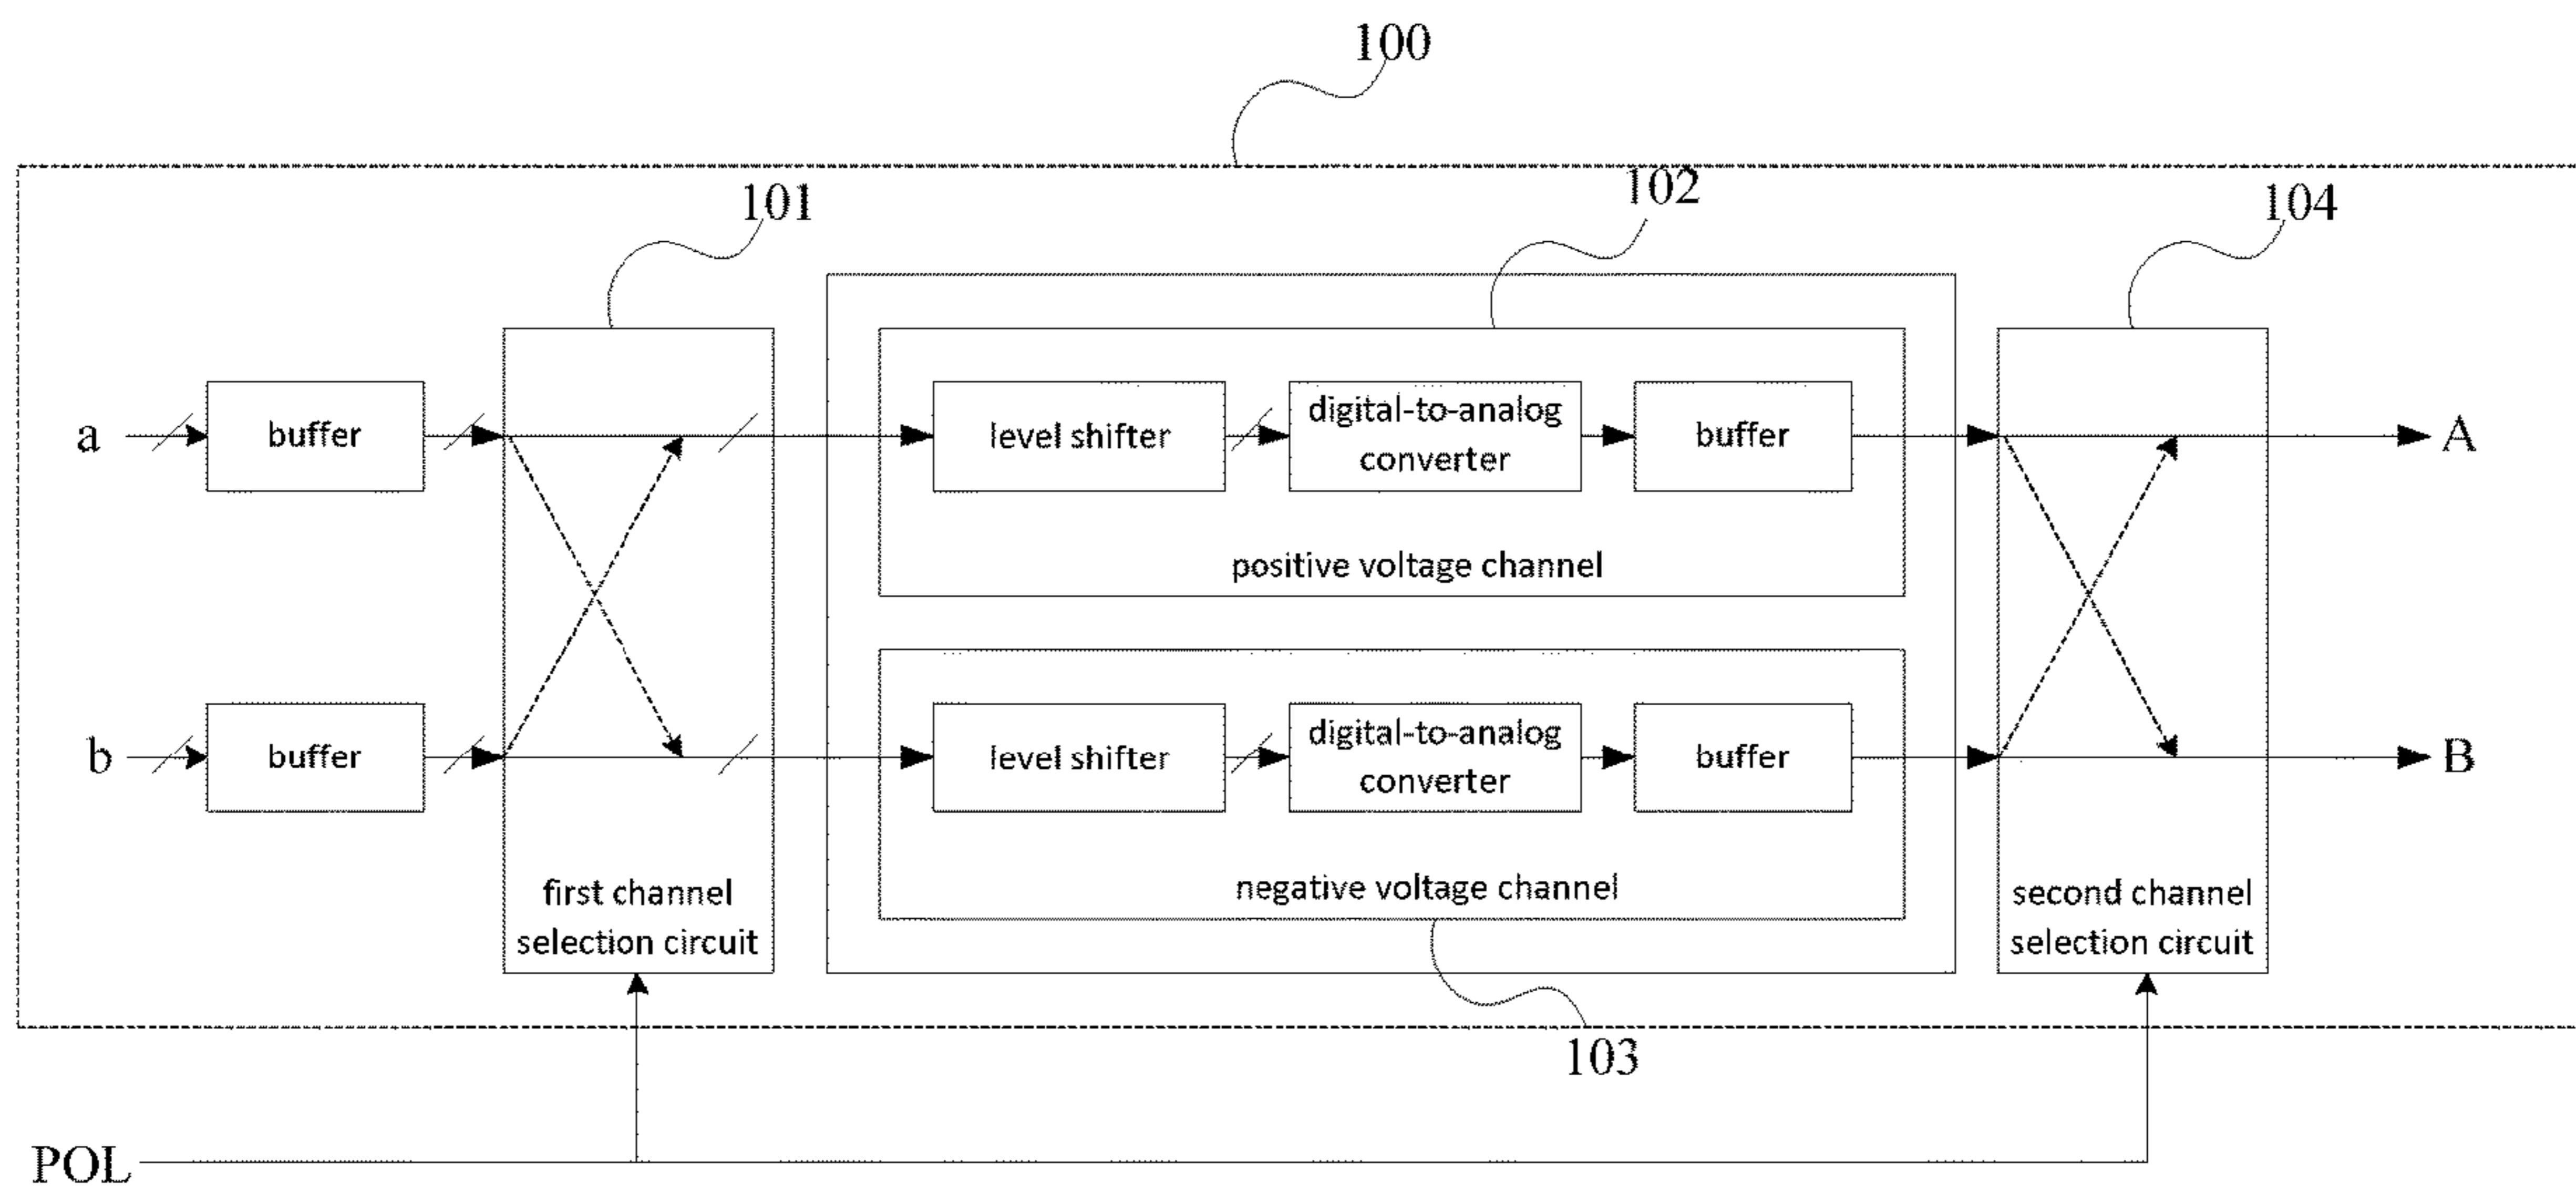 100
101
102
104
a
buffer
level shifter
digital-to-analog
converter
buffer
A
positive voltage channel
b
buffer
level shifter
digital-to-analog
converter
buffer
B
negative voltage channel
first channel
selection circuit
second channel
selection circuit
103
POL